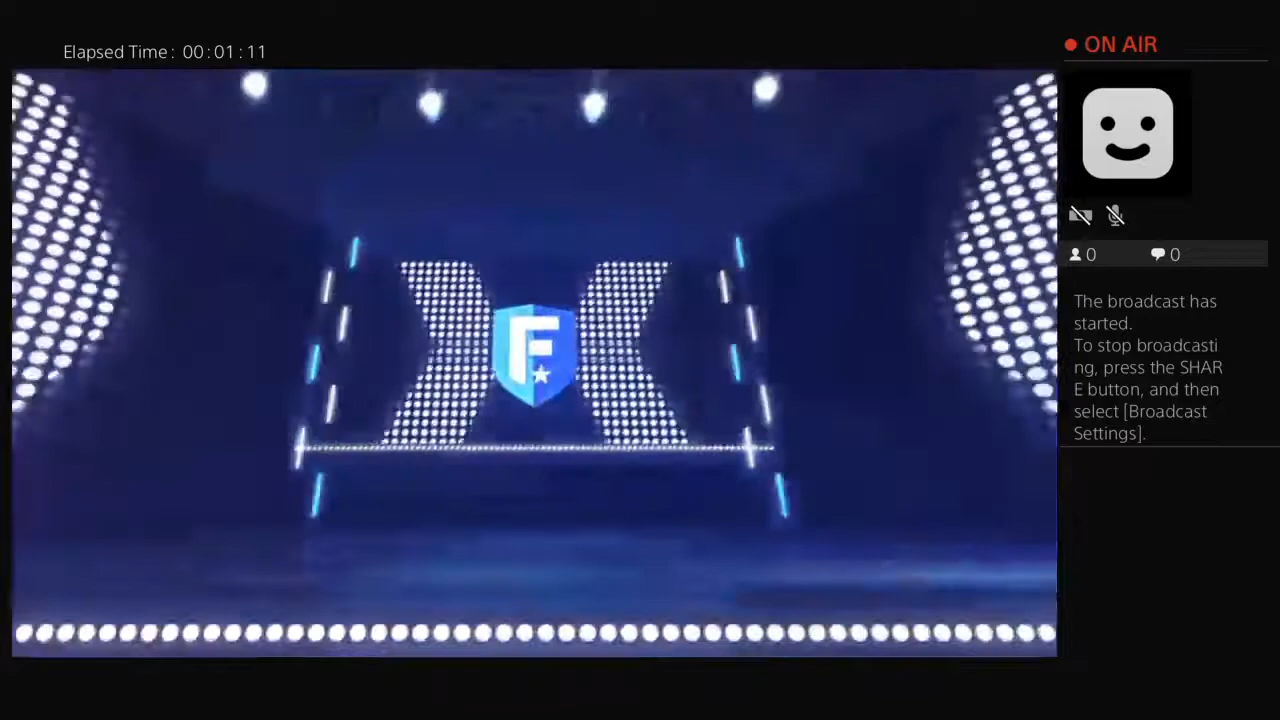 Elapsed Time: 00:01:11
ON AIR
0
0
F
The broadcast has
started.
To stop broadcasti
ng, press the SHAR
E button, and then
select [Broadcast
Settings].